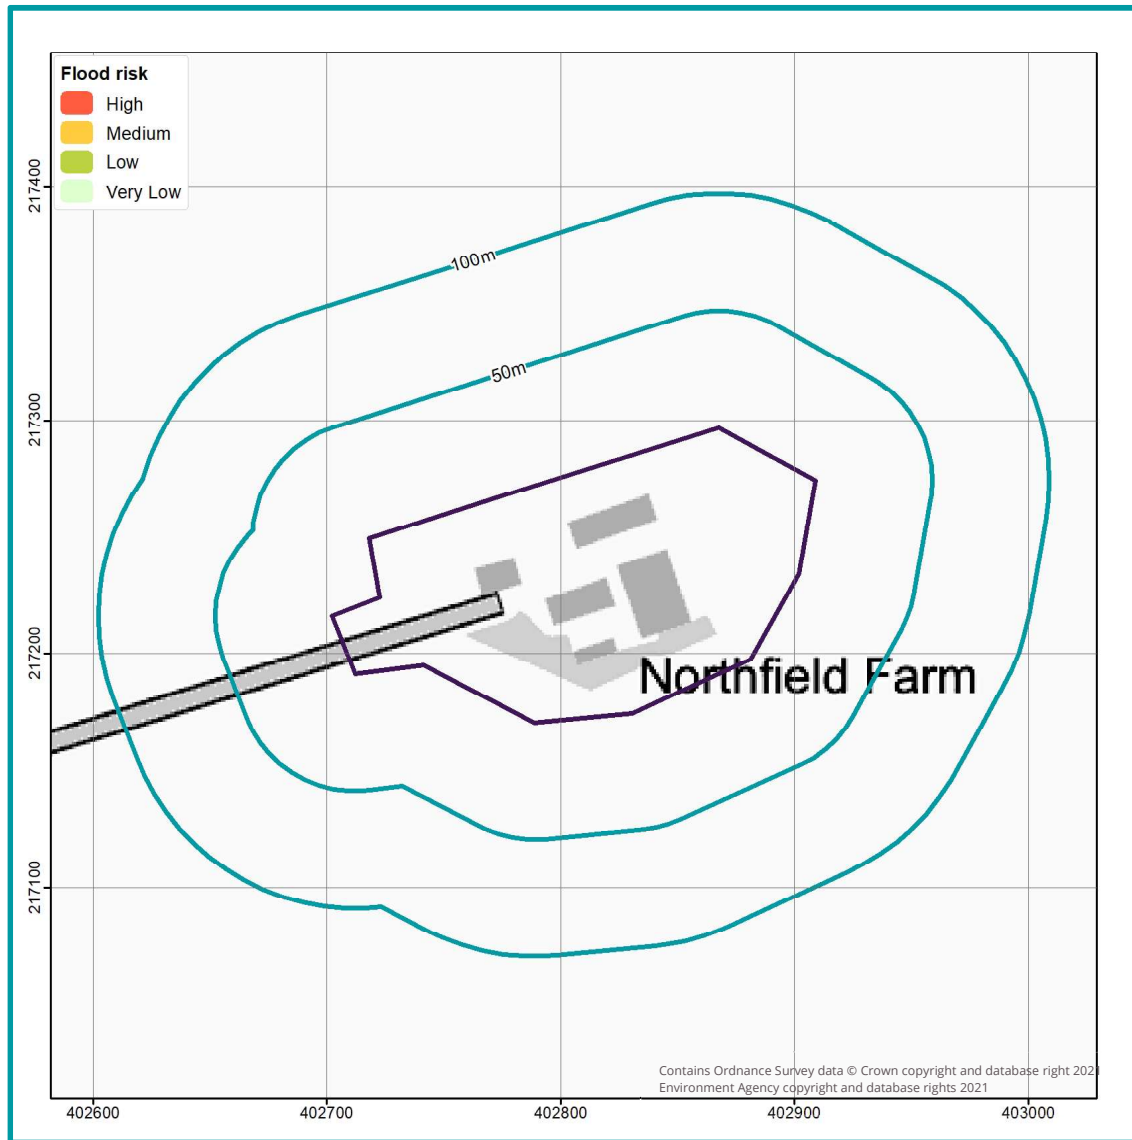 Flood risk
High
Medium
Low
Very Low
217400
217300
217200
217100
100m
50m
Northfield Farm
Contains Ordnance Survey data © Crown copyright and database right 2021
Environment Agency copyright and database rights 2021
402600 402700 402800 402900 403000